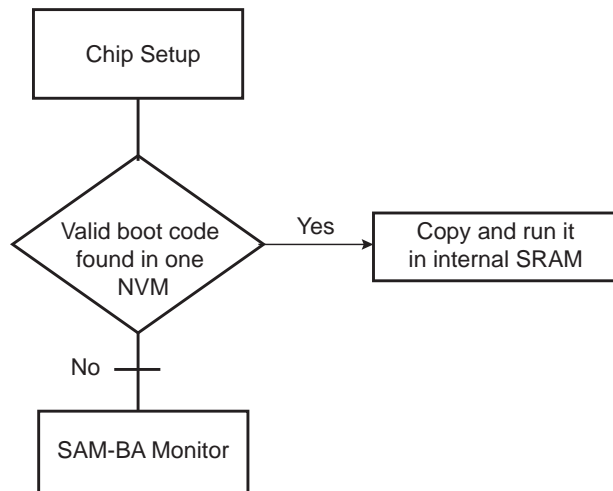 Chip Setup
Valid boot code
found in one
NVM
Yes
Copy and run it
in internal SRAM
No
SAM-BA Monitor